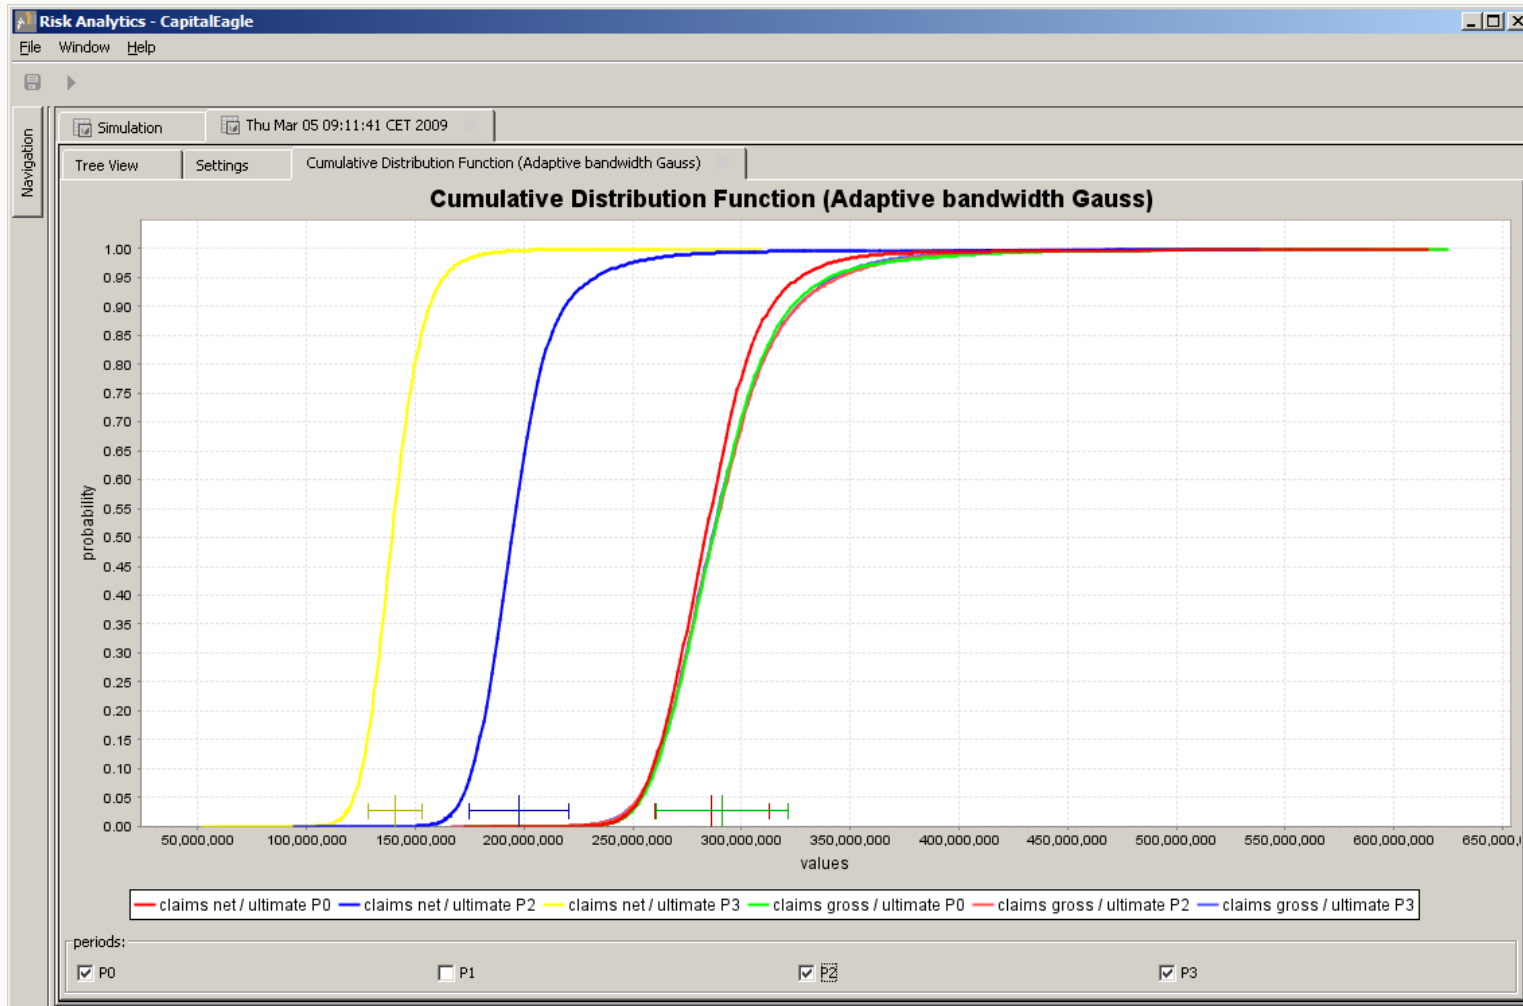 Risk Analytics - CapitalEagle
File Window Help
Navigation
Simulation Thu Mar 05 09:11:41 CET 2009
Tree View Settings Cumulative Distribution Function (Adaptive bandwidth Gauss)
Cumulative Distribution Function (Adaptive bandwidth Gauss)
probability
1.00
0.95
0.90
0.85
0.80
0.75
0.70
0.65
0.60
0.55
0.50
0.45
0.40
0.35
0.30
0.25
0.20
0.15
0.10
0.05
0.00
50,000,000 100,000,000 150,000,000 200,000,000 250,000,000 300,000,000 350,000,000 400,000,000 450,000,000 500,000,000 550,000,000 600,000,000 650,000,
values
claims net / ultimate P0 claims net / ultimate P2 claims net / ultimate P3 claims gross / ultimate P0 claims gross / ultimate P2 claims gross / ultimate P3
periods:
P0 P1 P2 P3